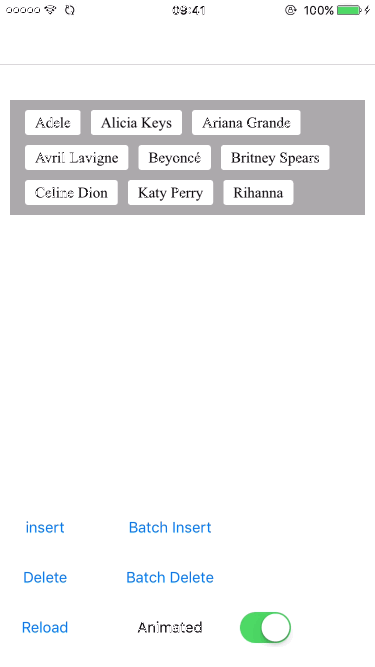 09:41 100%
Adele Alicia Keys Ariana Grande
Avril Lavigne Beyoncé Britney Spears
Celine Dion Katy Perry Rihanna
insert Batch Insert
Delete Batch Delete
Reload Animated